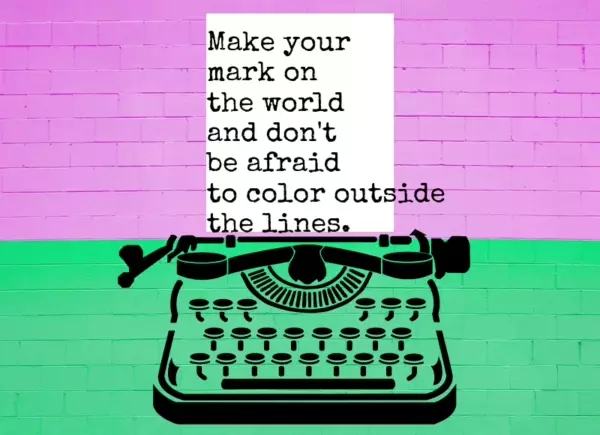 Make your
mark on
the world
and don't
be afraid
to color outside
the lines.